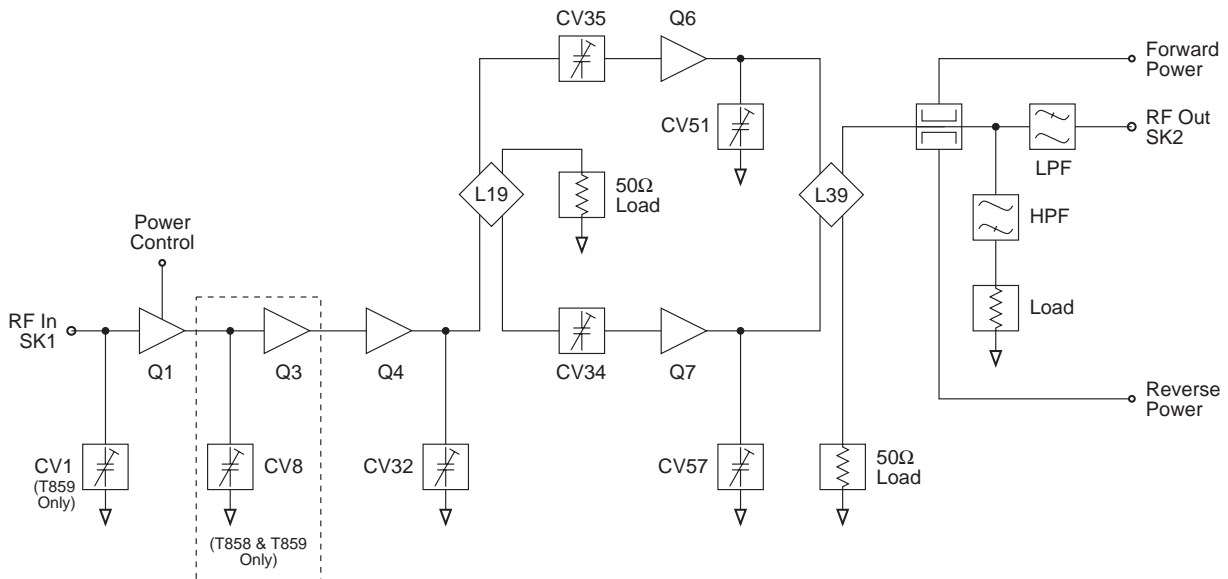 CV35
Q6
Forward
Power
CV51
RF Out
SK2
LPF
L19
50Ω
Load
L39
HPF
Power
Control
RF In
SK1
Load
Q1
Q3
Q4
CV34
Q7
Reverse
Power
CV1
(T859
Only)
CV8
CV32
CV57
50Ω
Load
(T858 & T859
Only)